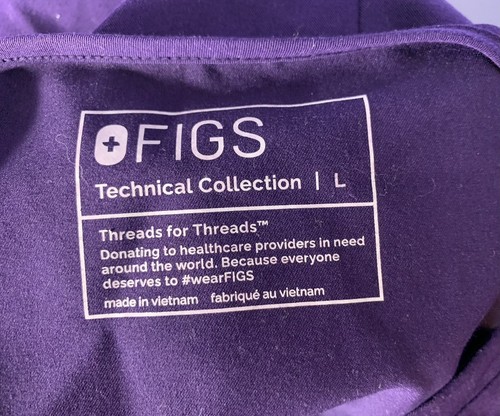 FIGS
Technical Collection | L
Threads for Threads™
Donating to healthcare providers in need
around the world. Because everyone
deserves to #wearFIGS
made in vietnam fabriqué au vietnam